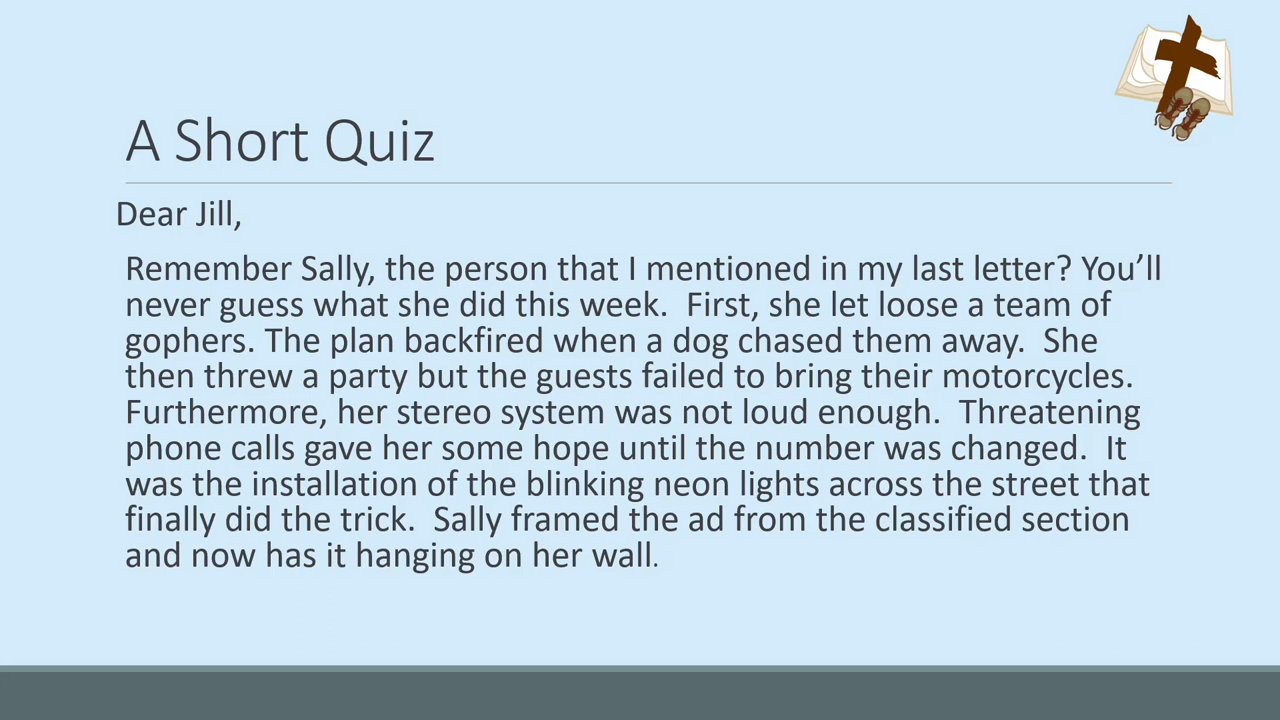 A Short Quiz
Dear Jill,
Remember Sally, the person that I mentioned in my last letter? You’ll
never guess what she did this week.  First, she let loose a team of
gophers. The plan backfired when a dog chased them away.  She
then threw a party but the guests failed to bring their motorcycles.
Furthermore, her stereo system was not loud enough.  Threatening
phone calls gave her some hope until the number was changed.  It
was the installation of the blinking neon lights across the street that
finally did the trick.  Sally framed the ad from the classified section
and now has it hanging on her wall.